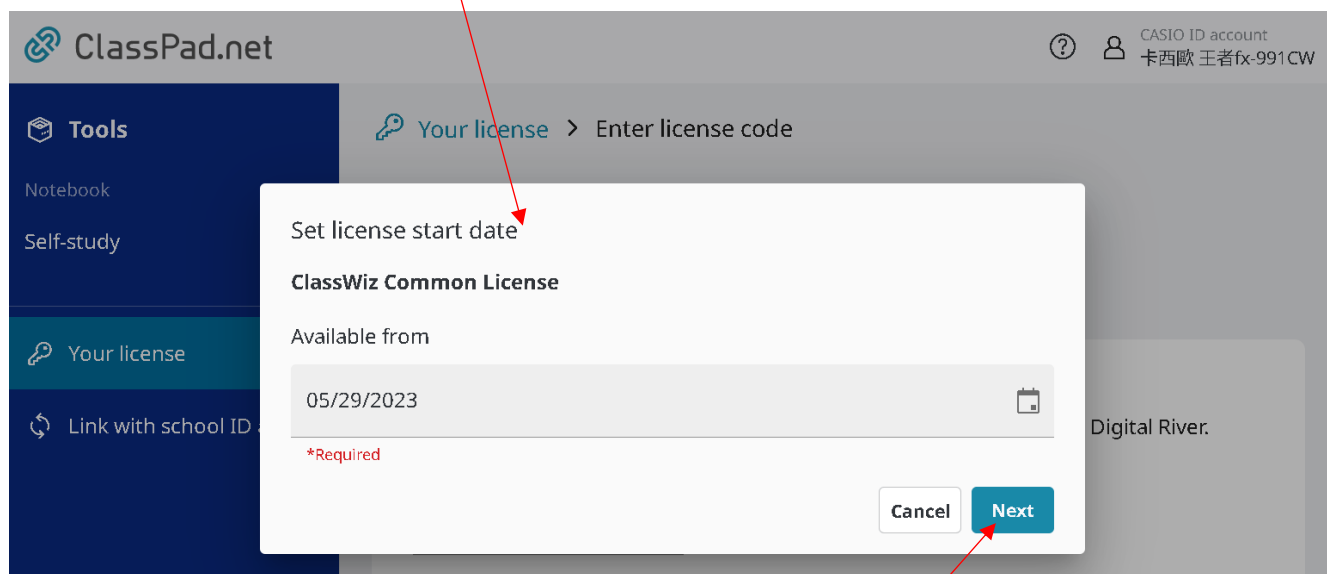 ClassPad.net
CASIO ID account
卡西歐 王者fx-991CW
Tools
Your license > Enter license code
Notebook
Self-study
Set license start date
ClassWiz Common License
Available from
Your license
05/29/2023
Link with school ID
Digital River.
*Required
Cancel
Next